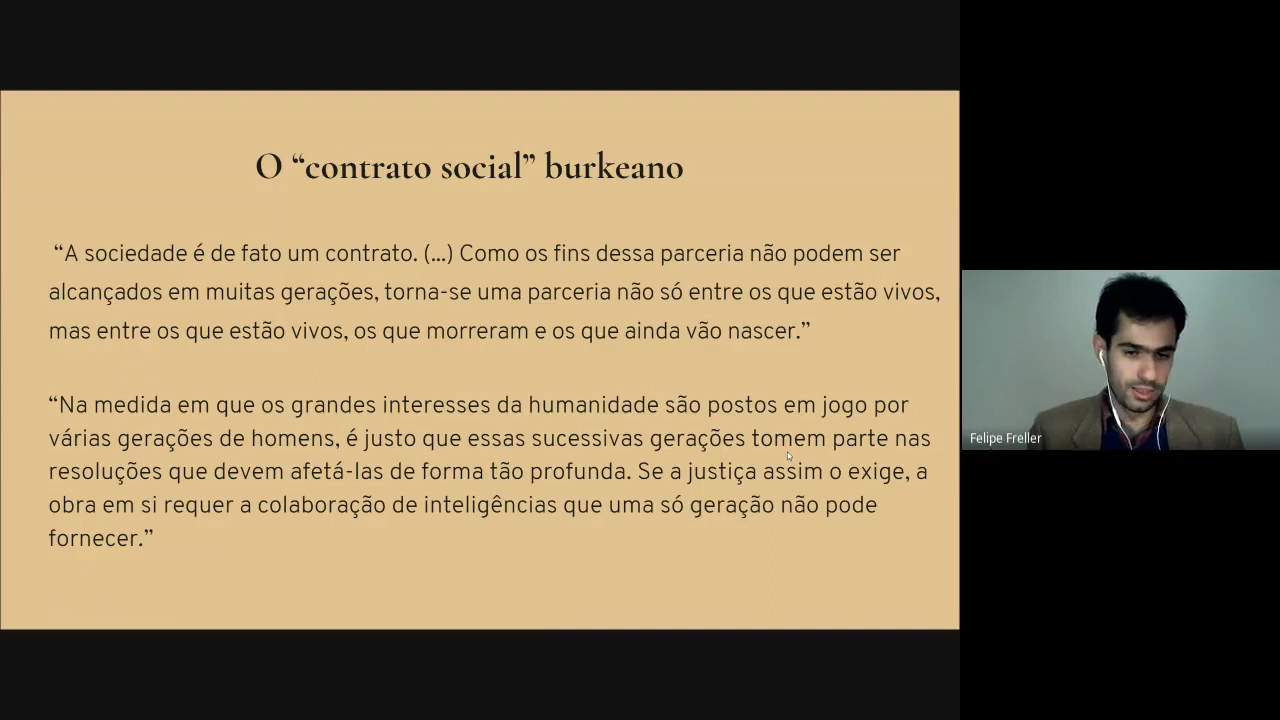 O “contrato social” burkeano
“A sociedade é de fato um contrato. (...) Como os fins dessa parceria não podem ser
alcançados em muitas gerações, torna-se uma parceria não só entre os que estão vivos,
mas entre os que estão vivos, os que morreram e os que ainda vão nascer.”
“Na medida em que os grandes interesses da humanidade são postos em jogo por
várias gerações de homens, é justo que essas sucessivas gerações tomem parte nas
resoluções que devem afetá-las de forma tão profunda. Se a justiça assim o exige, a
obra em si requer a colaboração de inteligências que uma só geração não pode
fornecer.”
Felipe Freller